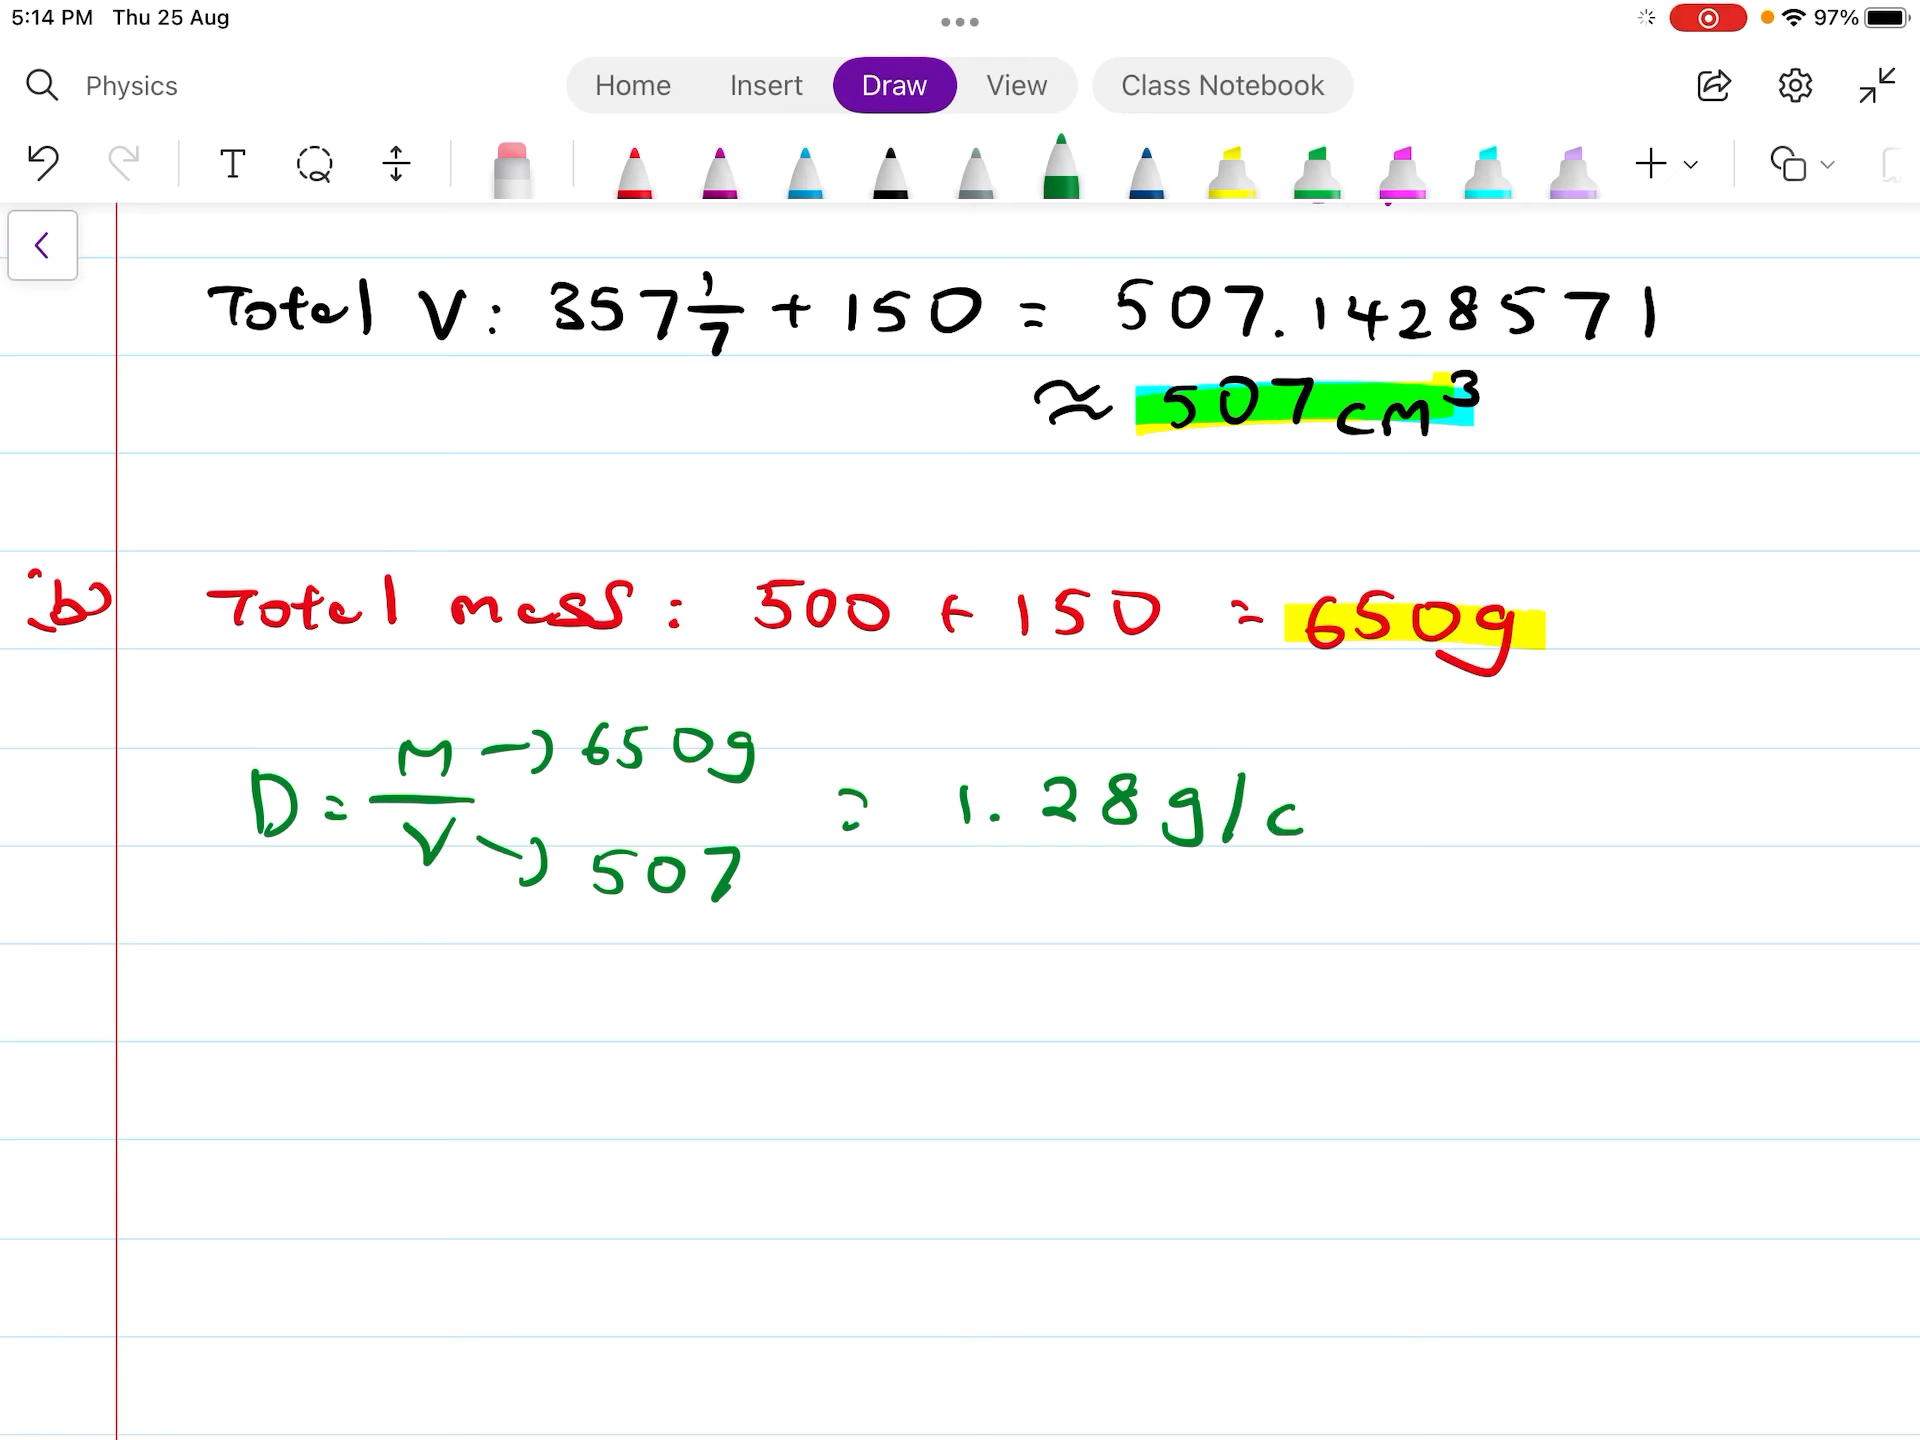 5:14 PM Thu 25 Aug
97%
Physics
Home Insert Draw View Class Notebook
T
Total V: 357 1/7 + 150 = 507.1428571
≈ 507 cm³
b) Total mass: 500 + 150 = 650g
D = M/V
M → 650g
V → 507
= 1.28 g/c